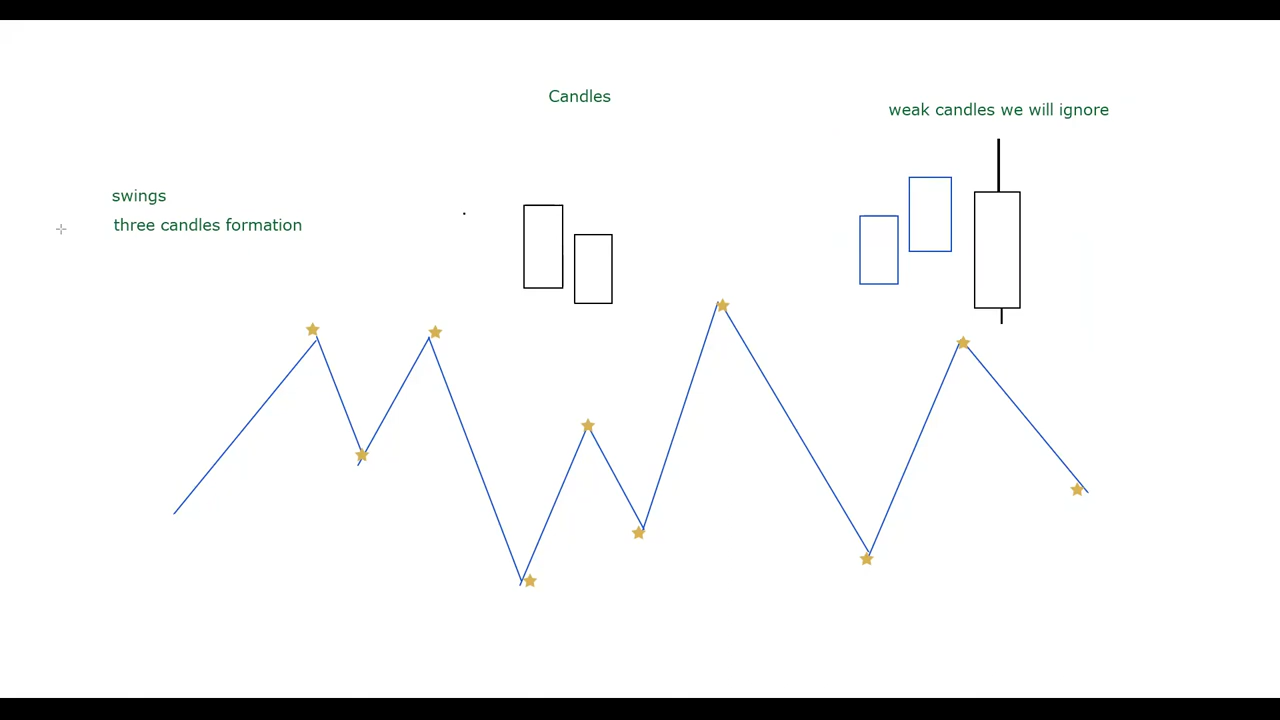 Candles
weak candles we will ignore
swings
three candles formation